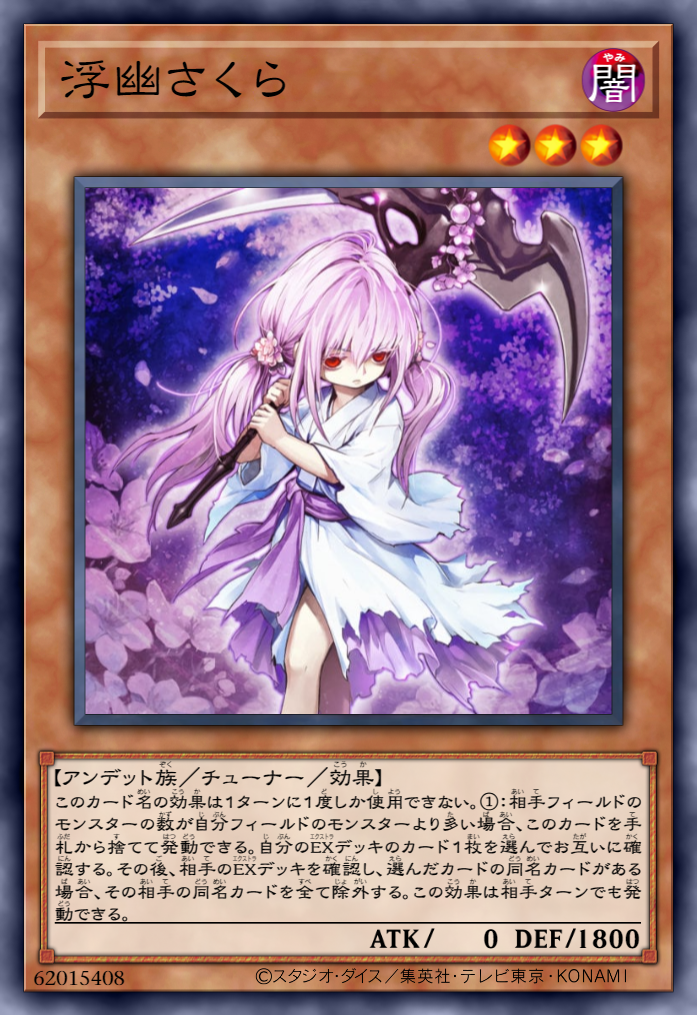 浮幽さくら
やみ
闇
【アンデット族／チューナー／効果】
このカード名の効果は1ターンに1度しか使用できない。①：相手フィールドの
モンスターの数が自分フィールドのモンスターより多い場合、このカードを手
札から捨てて発動できる。自分のEXデッキのカード1枚を選んでお互いに確
認する。その後、相手のEXデッキを確認し、選んだカードの同名カードがある
場合、その相手の同名カードを全て除外する。この効果は相手ターンでも発
動できる。
ATK/ 0 DEF/1800
62015408 ©スタジオ・ダイス／集英社・テレビ東京・KONAMI